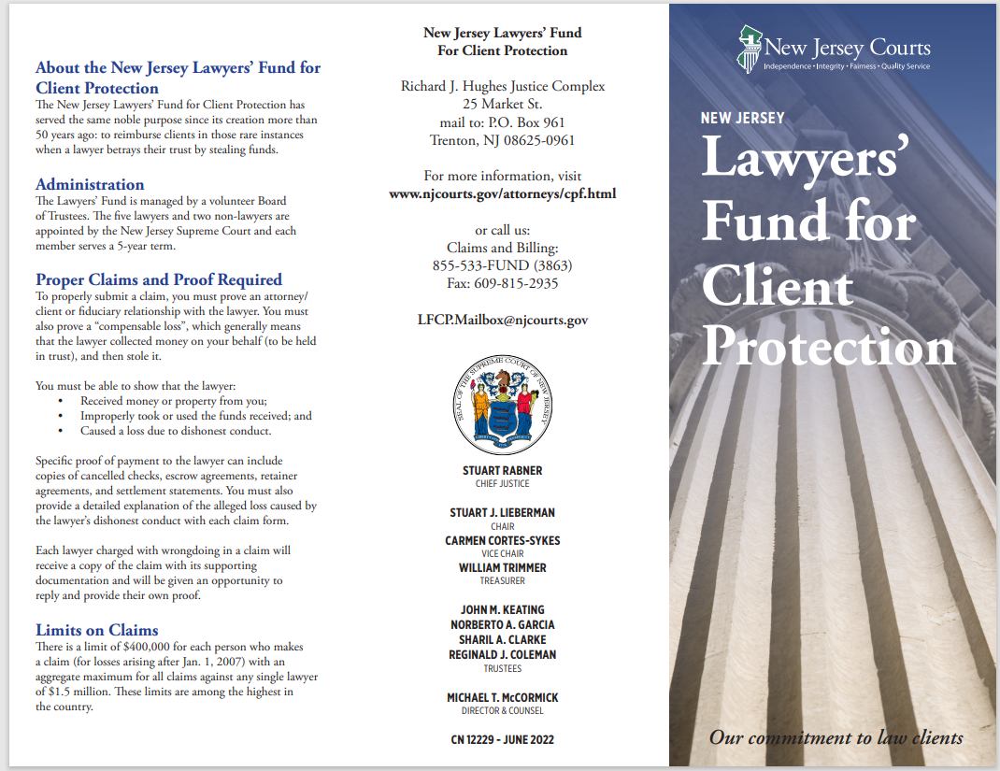 About the New Jersey Lawyers’ Fund for
Client Protection
The New Jersey Lawyers’ Fund for Client Protection has
served the same noble purpose since its creation more than
50 years ago: to reimburse clients in those rare instances
when a lawyer betrays their trust by stealing funds.
Administration
The Lawyers’ Fund is managed by a volunteer Board
of Trustees. The five lawyers and two non-lawyers are
appointed by the New Jersey Supreme Court and each
member serves a 5-year term.
Proper Claims and Proof Required
To properly submit a claim, you must prove an attorney/
client or fiduciary relationship with the lawyer. You must
also prove a “compensable loss”, which generally means
that the lawyer collected money on your behalf (to be held
in trust), and then stole it.
You must be able to show that the lawyer:
• Received money or property from you;
• Improperly took or used the funds received; and
• Caused a loss due to dishonest conduct.
Specific proof of payment to the lawyer can include
copies of cancelled checks, escrow agreements, retainer
agreements, and settlement statements. You must also
provide a detailed explanation of the alleged loss caused by
the lawyer’s dishonest conduct with each claim form.
Each lawyer charged with wrongdoing in a claim will
receive a copy of the claim with its supporting
documentation and will be given an opportunity to
reply and provide their own proof.
Limits on Claims
There is a limit of $400,000 for each person who makes
a claim (for losses arising after Jan. 1, 2007) with an
aggregate maximum for all claims against any single lawyer
of $1.5 million. These limits are among the highest in
the country.
New Jersey Lawyers’ Fund
For Client Protection
Richard J. Hughes Justice Complex
25 Market St.
mail to: P.O. Box 961
Trenton, NJ 08625-0961
For more information, visit
www.njcourts.gov/attorneys/cpf.html
or call us:
Claims and Billing:
855-533-FUND (3863)
Fax: 609-815-2935
LFCP.Mailbox@njcourts.gov
SEAL OF THE SUPREME COURT OF NEW JERSEY
STUART RABNER
CHIEF JUSTICE
STUART J. LIEBERMAN
CHAIR
CARMEN CORTES-SYKES
VICE CHAIR
WILLIAM TRIMMER
TREASURER
JOHN M. KEATING
NORBERTO A. GARCIA
SHARIL A. CLARKE
REGINALD J. COLEMAN
TRUSTEES
MICHAEL T. McCORMICK
DIRECTOR & COUNSEL
CN 12229 - JUNE 2022
New Jersey Courts
Independence • Integrity • Fairness • Quality Service
NEW JERSEY
Lawyers’
Fund for
Client
Protection
Our commitment to law clients